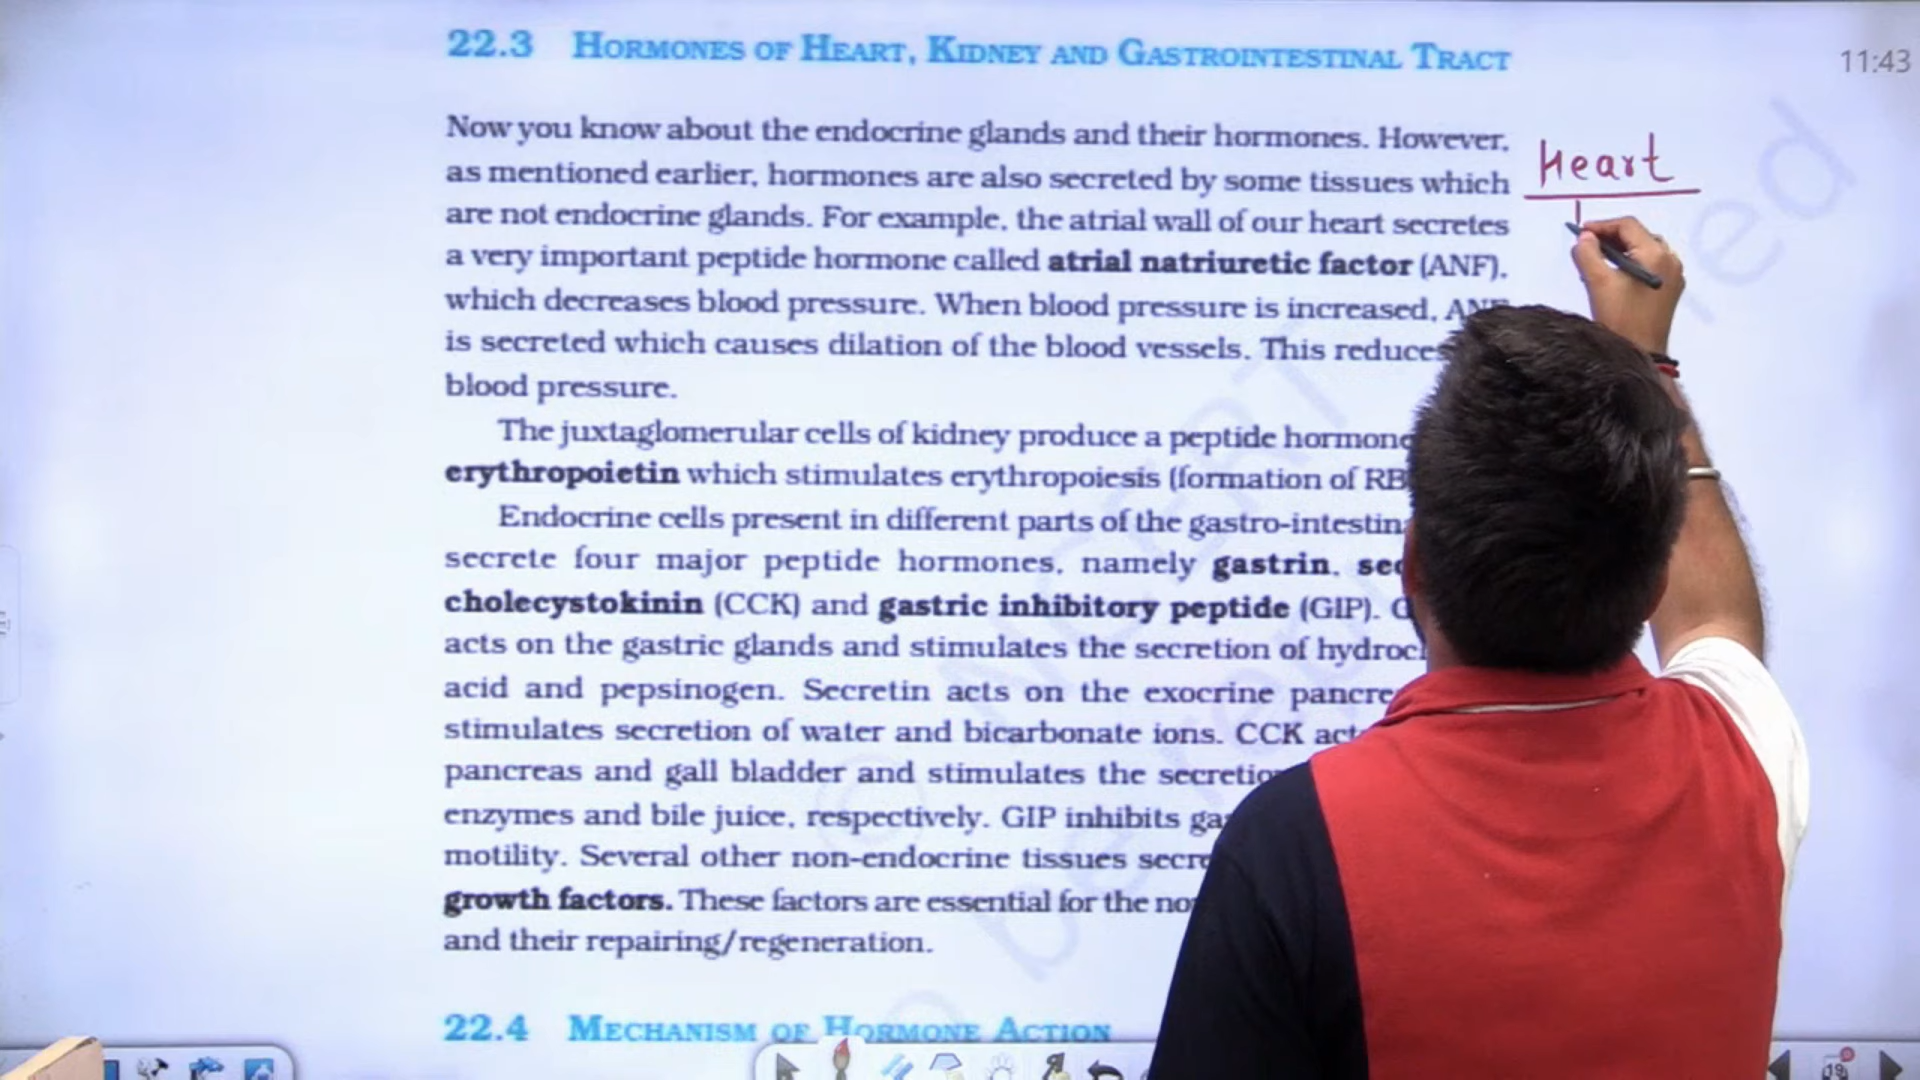 22.3 HORMONES OF HEART, KIDNEY AND GASTROINTESTINAL TRACT
11:43
Now you know about the endocrine glands and their hormones. However,
as mentioned earlier, hormones are also secreted by some tissues which
are not endocrine glands. For example, the atrial wall of our heart secretes
a very important peptide hormone called atrial natriuretic factor (ANF),
which decreases blood pressure. When blood pressure is increased,
is secreted which causes dilation of the blood vessels. This reduces
blood pressure.
The juxtaglomerular cells of kidney produce a peptide hormone
erythropoietin which stimulates erythropoiesis (formation of
Endocrine cells present in different parts of the
secrete four major peptide hormones, namely gastrin,
cholecystokinin (CCK) and gastric inhibitory peptide (GIP).
acts on the gastric glands and stimulates the secretion of
acid and pepsinogen. Secretin acts on the exocrine
stimulates secretion of water and bicarbonate ions. CCK
pancreas and gall bladder and stimulates the
enzymes and bile juice, respectively. GIP inhibits
motility. Several other non-endocrine tissues
growth factors. These factors are essential for the
and their repairing/regeneration.
22.4 MECHANISM OF HORMONE ACTION
Heart
© NCERT
19